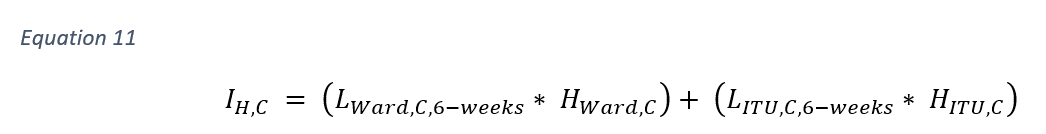 Equation 11
I_{H,C} = (L_{Ward,C,6−weeks} * H_{Ward,C}) + (L_{ITU,C,6−weeks} * H_{ITU,C})